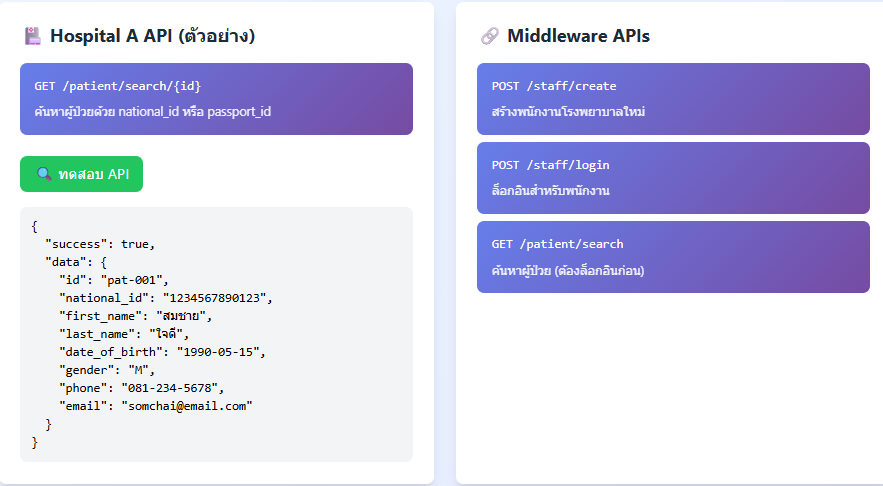 Hospital A API (ตัวอย่าง)
GET /patient/search/{id}
ค้นหาผู้ป่วยด้วย national_id หรือ passport_id
ทดสอบ API
{
  "success": true,
  "data": {
    "id": "pat-001",
    "national_id": "1234567890123",
    "first_name": "สมชาย",
    "last_name": "ใจดี",
    "date_of_birth": "1990-05-15",
    "gender": "M",
    "phone": "081-234-5678",
    "email": "somchai@email.com"
  }
}
Middleware APIs
POST /staff/create
สร้างพนักงานโรงพยาบาลใหม่
POST /staff/login
ล็อกอินสำหรับพนักงาน
GET /patient/search
ค้นหาผู้ป่วย (ต้องล็อกอินก่อน)